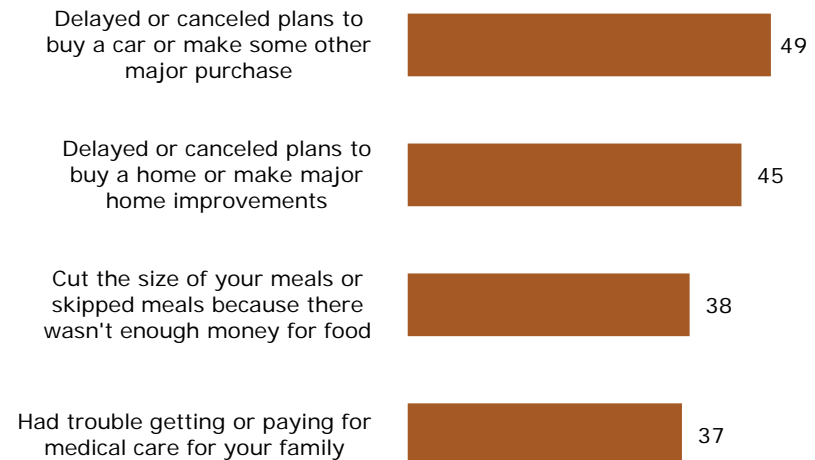 Delayed or canceled plans to
buy a car or make some other
major purchase
49
Delayed or canceled plans to
buy a home or make major
home improvements
45
Cut the size of your meals or
skipped meals because there
wasn't enough money for food
38
Had trouble getting or paying for
medical care for your family
37